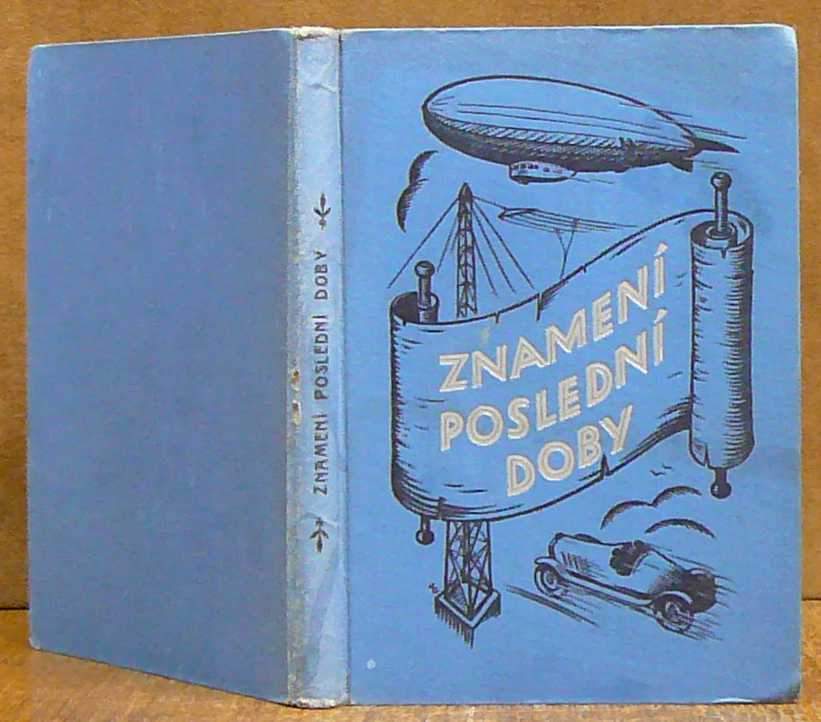 ZNAMENÍ POSLEDNÍ DOBY
ZNAMENÍ
POSLEDNÍ
DOBY